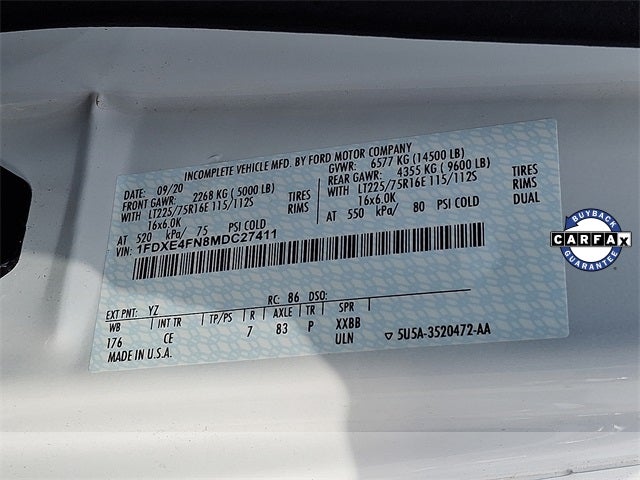 INCOMPLETE VEHICLE MFD. BY FORD MOTOR COMPANY
DATE: 09/20 GVWR: 6577 KG (14500 LB)
FRONT GAWR: 2268 KG ( 5000 LB) REAR GAWR: 4355 KG ( 9600 LB)
WITH LT225/75R16E 115/112S TIRES WITH LT225/75R16E 115/112S TIRES
16x6.0K RIMS 16x6.0K RIMS
AT 520 kPa/ 75 PSI COLD AT 550 kPa/ 80 PSI COLD DUAL
VIN: 1FDXE4FN8MDC27411
EXT PNT: YZ RC: 86 DSO:
WB INT TR TP/PS R AXLE TR SPR
176 CE 7 83 P XXBB
ULN 5U5A-3520472-AA
MADE IN U.S.A.
BUYBACK
CARFAX
GUARANTEE